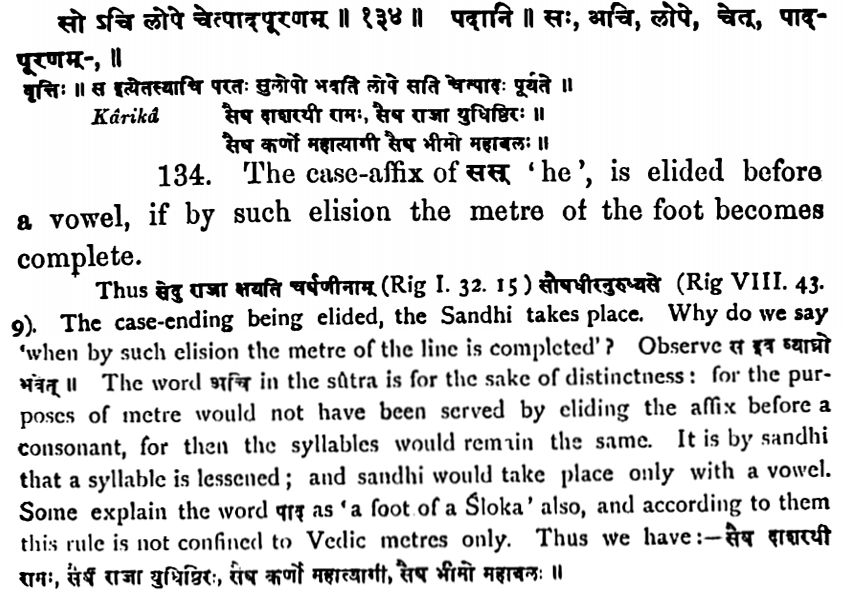 सो ऽचि लोपे चेत्पादपूरणम् ॥ १३४ ॥ पदानि ॥ सः, अचि, लोपे, चेत्, पाद-
पूरणम्-, ॥
वृत्तिः ॥ स इत्येतस्याचि परतः सुलोपो भवति लोपे सति चेत्पादः पूर्यते ॥
Kârikâ सैष दाशरथी रामः, सैष राजा युधिष्ठिरः ॥
सैष कर्णो महात्यागी सैष भीमो महाबलः ॥
134. The case-affix of सस् ‘he’, is elided before
a vowel, if by such elision the metre of the foot becomes
complete.
Thus सेदु राजा क्षयति चर्षणीनाम् (Rig I. 32. 15) सौषधीरनुरुध्यसे (Rig VIII. 43.
9). The case-ending being elided, the Sandhi takes place. Why do we say
‘when by such elision the metre of the line is completed’? Observe स इव व्याघ्रो
भवेत् ॥ The word अचि in the sûtra is for the sake of distinctness: for the pur-
poses of metre would not have been served by eliding the affix before a
consonant, for then the syllables would remain the same. It is by sandhi
that a syllable is lessened; and sandhi would take place only with a vowel.
Some explain the word पाद as ‘a foot of a Śloka’ also, and according to them
this rule is not confined to Vedic metres only. Thus we have:—सैष दाशरथी
रामः, सैष राजा युधिष्ठिरः, सैष कर्णो महात्यागी, सैष भीमो महाबलः ॥